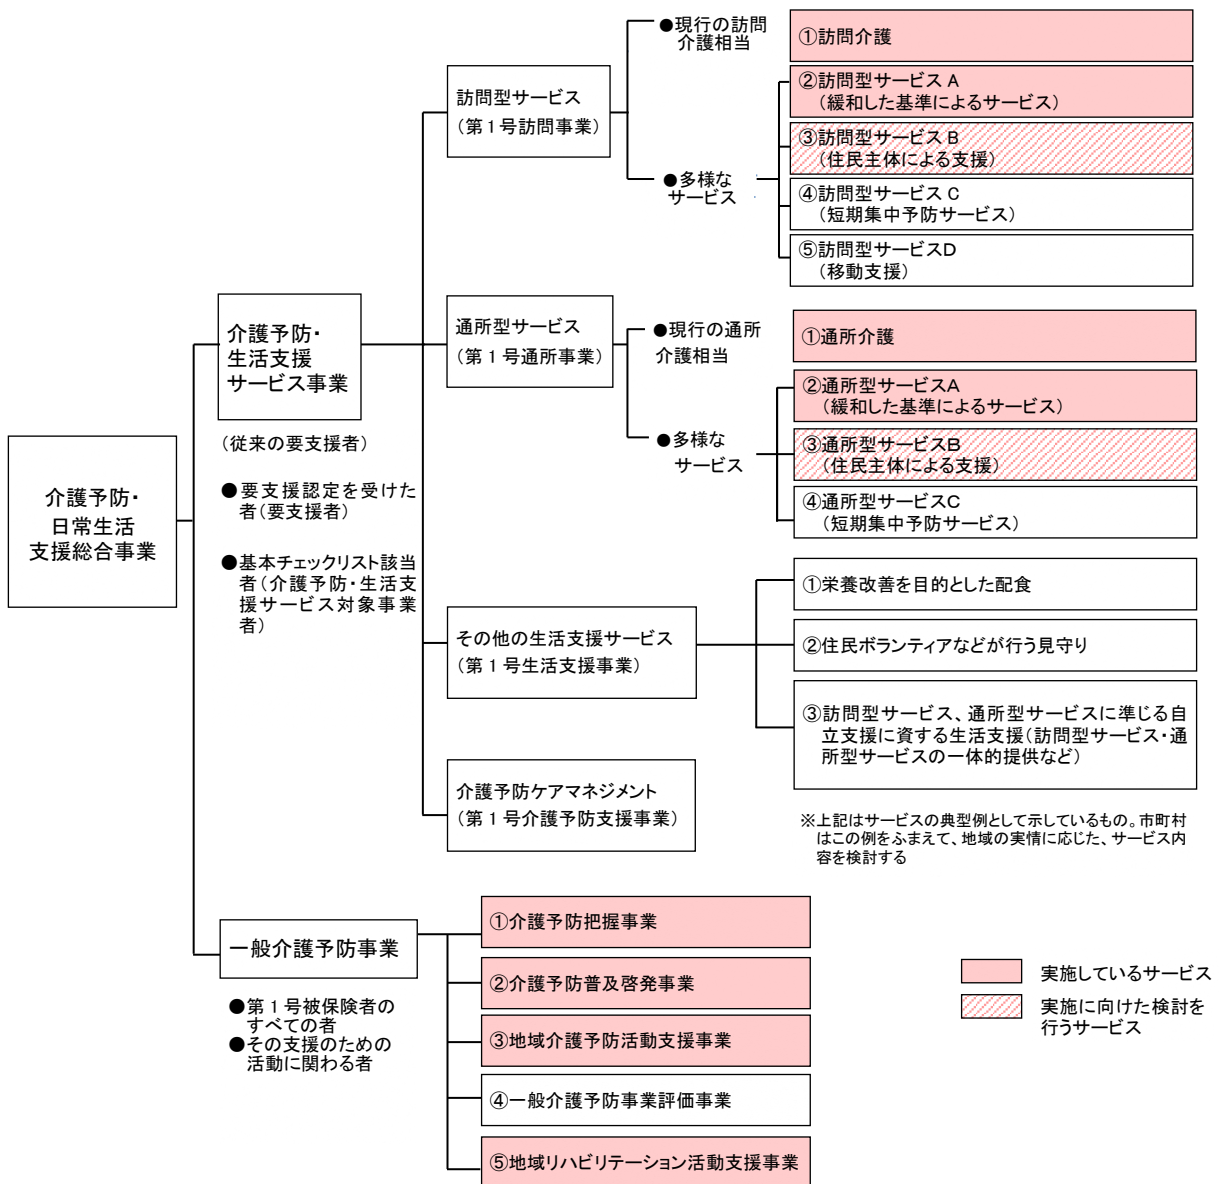 介護予防・
日常生活
支援総合事業
介護予防・
生活支援
サービス事業
(従来の要支援者)
●要支援認定を受けた
者(要支援者)
●基本チェックリスト該当
者(介護予防・生活支
援サービス対象事業
者)
訪問型サービス
(第1号訪問事業)
●現行の訪問
介護相当
①訪問介護
●多様な
サービス
②訪問型サービスA
(緩和した基準によるサービス)
③訪問型サービスB
(住民主体による支援)
④訪問型サービスC
(短期集中予防サービス)
⑤訪問型サービスD
(移動支援)
通所型サービス
(第1号通所事業)
●現行の通所
介護相当
①通所介護
●多様な
サービス
②通所型サービスA
(緩和した基準によるサービス)
③通所型サービスB
(住民主体による支援)
④通所型サービスC
(短期集中予防サービス)
その他の生活支援サービス
(第1号生活支援事業)
①栄養改善を目的とした配食
②住民ボランティアなどが行う見守り
③訪問型サービス、通所型サービスに準じる自
立支援に資する生活支援(訪問型サービス・通
所型サービスの一体的提供など)
介護予防ケアマネジメント
(第1号介護予防支援事業)
※上記はサービスの典型例として示しているもの。市町村
はこの例をふまえて、地域の実情に応じた、サービス内
容を検討する
一般介護予防事業
●第1号被保険者の
すべての者
●その支援のための
活動に関わる者
①介護予防把握事業
②介護予防普及啓発事業
③地域介護予防活動支援事業
④一般介護予防事業評価事業
⑤地域リハビリテーション活動支援事業
実施しているサービス
実施に向けた検討を
行うサービス